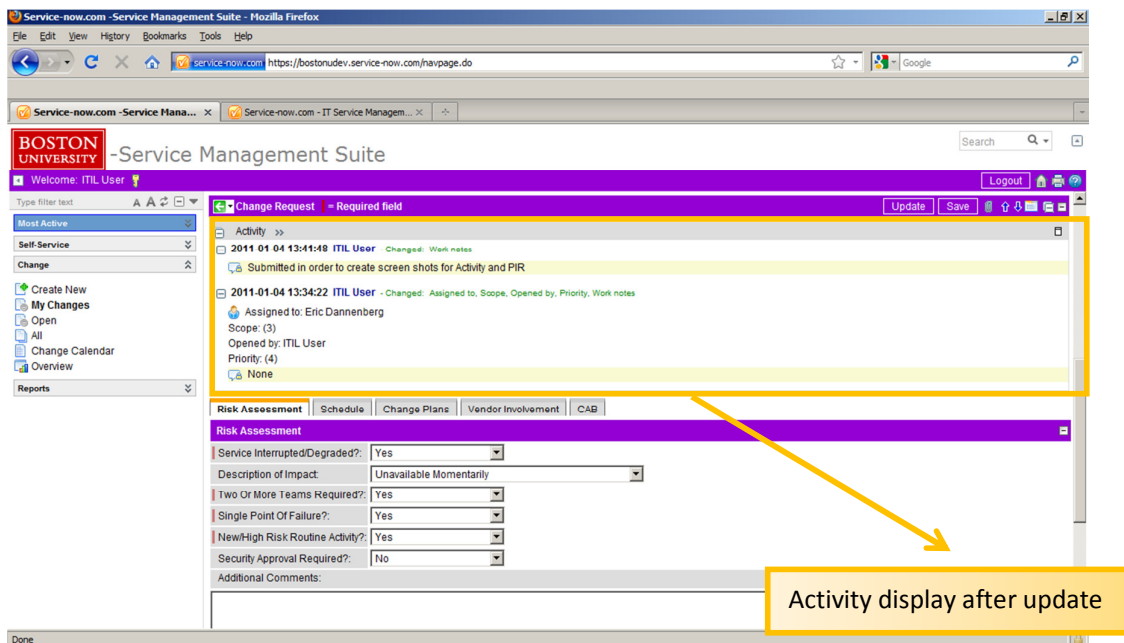 Service-now.com -Service Management Suite - Mozilla Firefox
File Edit View History Bookmarks Tools Help
service-now.com https://bostonudev.service-now.com/navpage.do Google
Service-now.com -Service Mana... × Service-now.com - IT Service Managem... ×
BOSTON
UNIVERSITY
-Service Management Suite
Search
Welcome: ITIL User Logout
Type filter text A A
Change Request = Required field Update Save
Most Active
Self-Service
Change
Create New
My Changes
Open
All
Change Calendar
Overview
Reports
Activity >>
2011-01-04 13:41:48 ITIL User - Changed: Work notes
Submitted in order to create screen shots for Activity and PIR
2011-01-04 13:34:22 ITIL User - Changed: Assigned to, Scope, Opened by, Priority, Work notes
Assigned to: Eric Dannenberg
Scope: (3)
Opened by: ITIL User
Priority: (4)
None
Risk Assessment Schedule Change Plans Vendor Involvement CAB
Risk Assessment
Service Interrupted/Degraded?: Yes
Description of Impact: Unavailable Momentarily
Two Or More Teams Required?: Yes
Single Point Of Failure?: Yes
New/High Risk Routine Activity?: Yes
Security Approval Required?: No
Additional Comments:
Activity display after update
Done